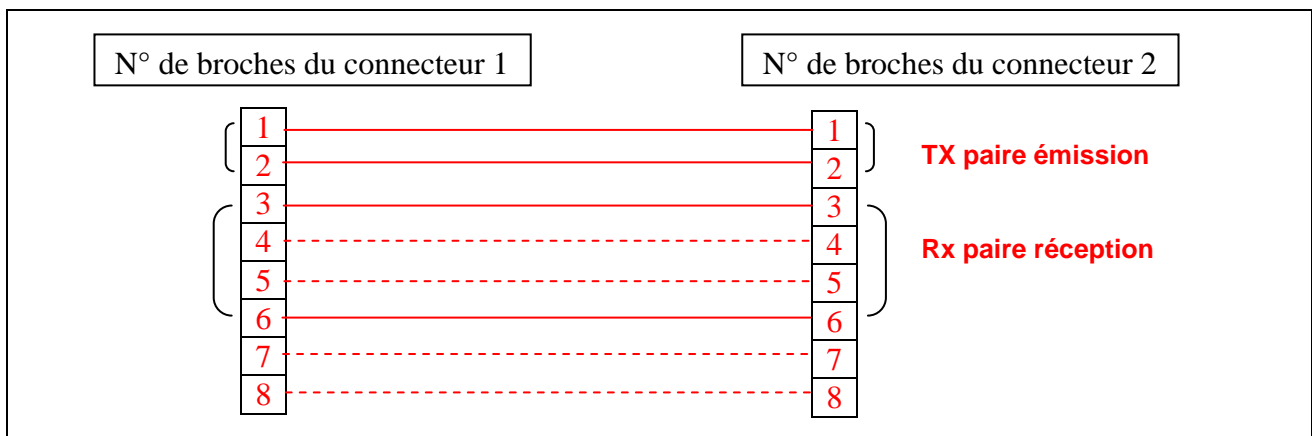 N° de broches du connecteur 1
N° de broches du connecteur 2
1 1
2 2
TX paire émission
3 3
4 4
Rx paire réception
5 5
6 6
7 7
8 8